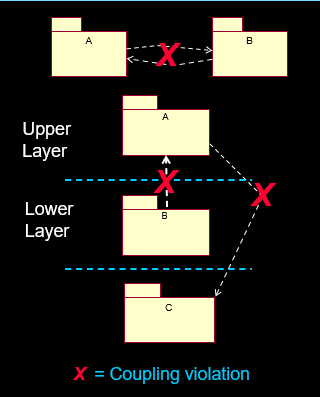 A
B
X
A
Upper
Layer
X
X
Lower
Layer
B
C
X = Coupling violation